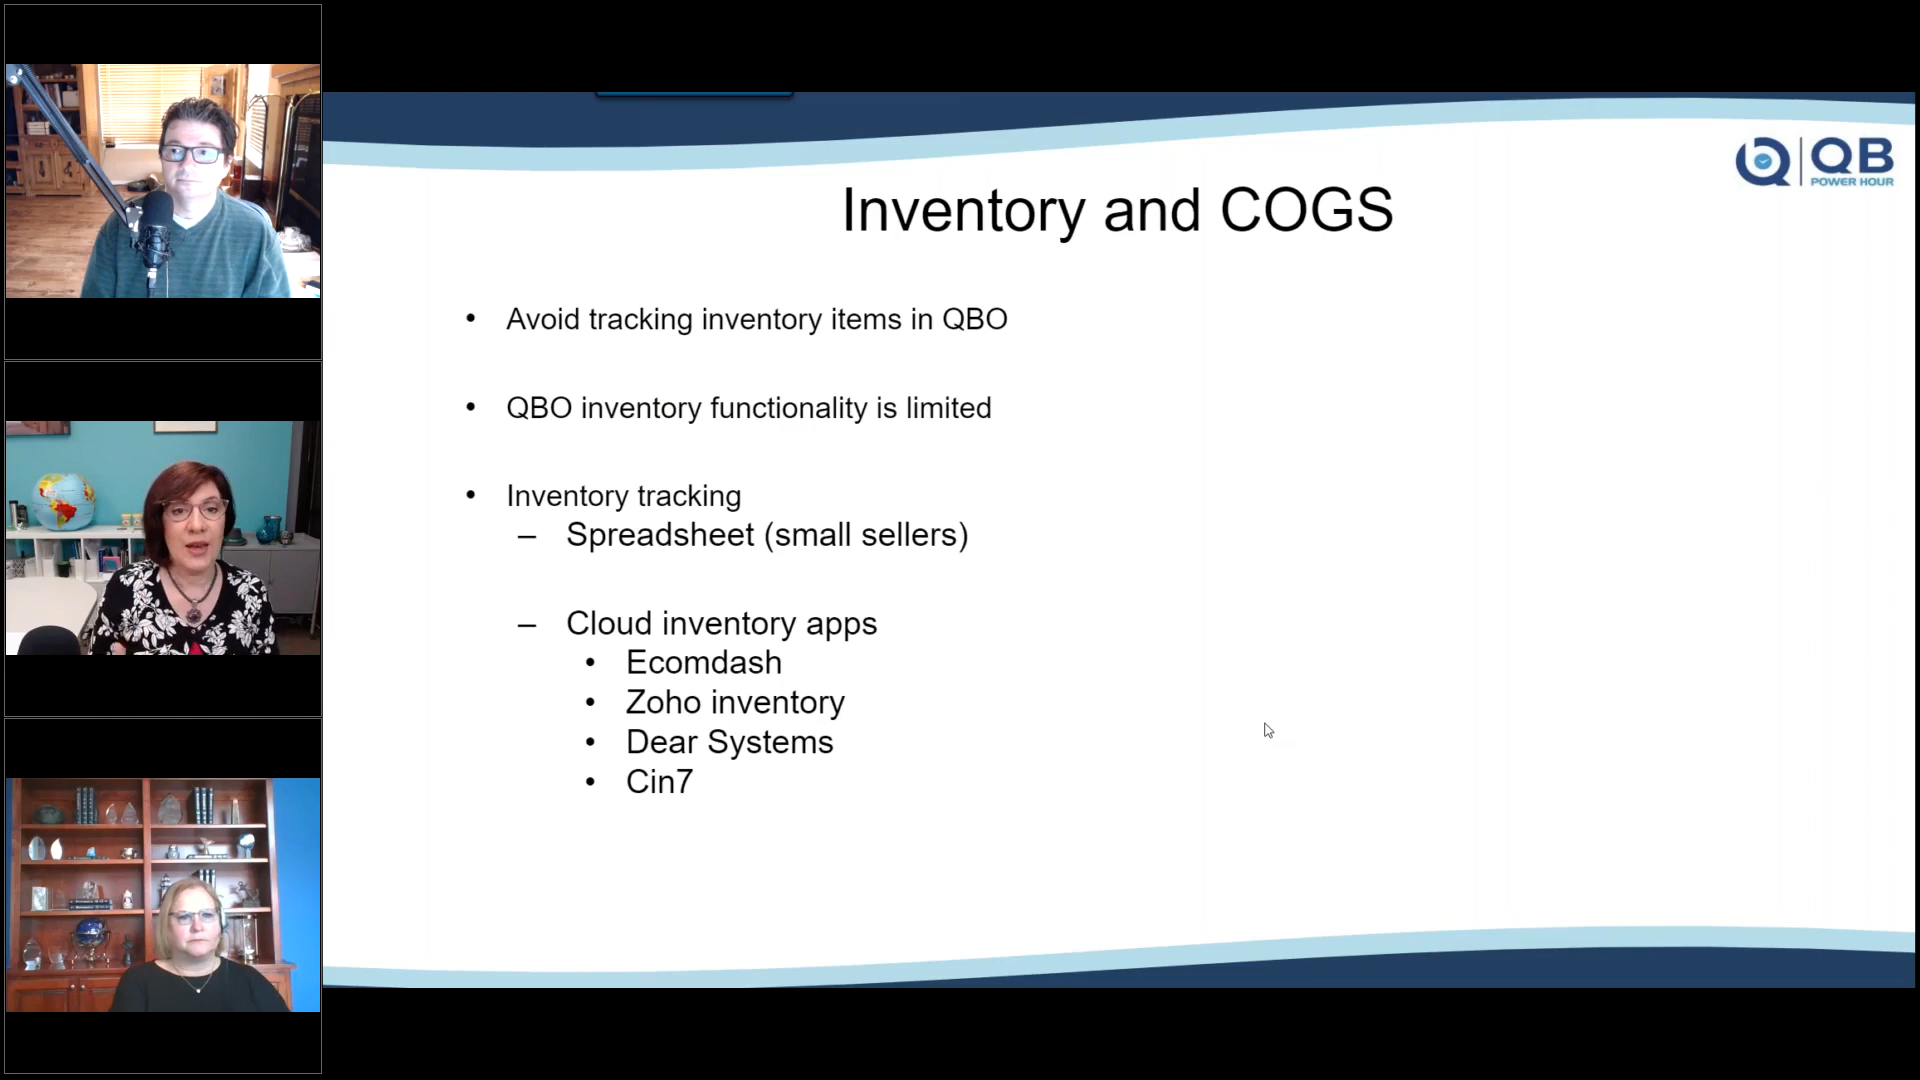 QB
POWER HOUR
Inventory and COGS
• Avoid tracking inventory items in QBO
• QBO inventory functionality is limited
• Inventory tracking
– Spreadsheet (small sellers)
– Cloud inventory apps
• Ecomdash
• Zoho inventory
• Dear Systems
• Cin7